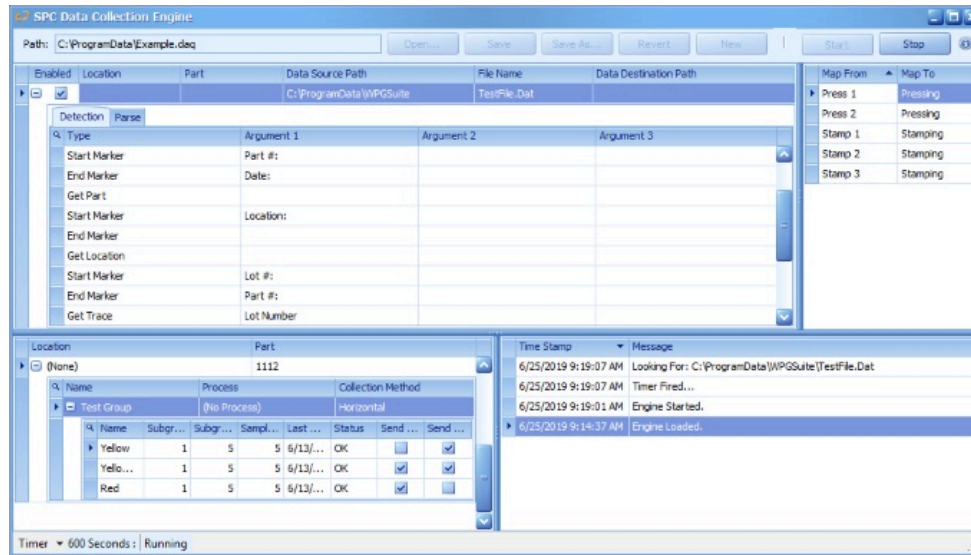 SPC Data Collection Engine
Path: C:\ProgramData\Example.daq Open... Save Save As... Revert New Start Stop
Enabled Location Part Data Source Path File Name Data Destination Path
C:\ProgramData\WPGSuite TestFile.Dat
Detection Parse
Type Argument 1 Argument 2 Argument 3
Start Marker Part #:
End Marker Date:
Get Part
Start Marker Location:
End Marker
Get Location
Start Marker Lot #:
End Marker Part #:
Get Trace Lot Number
Map From Map To
Press 1 Pressing
Press 2 Pressing
Stamp 1 Stamping
Stamp 2 Stamping
Stamp 3 Stamping
Location Part
(None) 1112
Name Process Collection Method
Test Group (No Process) Horizontal
Name Subgr... Subgr... Sampl... Last ... Status Send ... Send ...
Yellow 1 5 5 6/13/... OK
Yello... 1 5 5 6/13/... OK
Red 1 5 5 6/13/... OK
Time Stamp Message
6/25/2019 9:19:07 AM Looking For: C:\ProgramData\WPGSuite\TestFile.Dat
6/25/2019 9:19:07 AM Timer Fired...
6/25/2019 9:19:01 AM Engine Started.
6/25/2019 9:14:37 AM Engine Loaded.
Timer 600 Seconds: Running